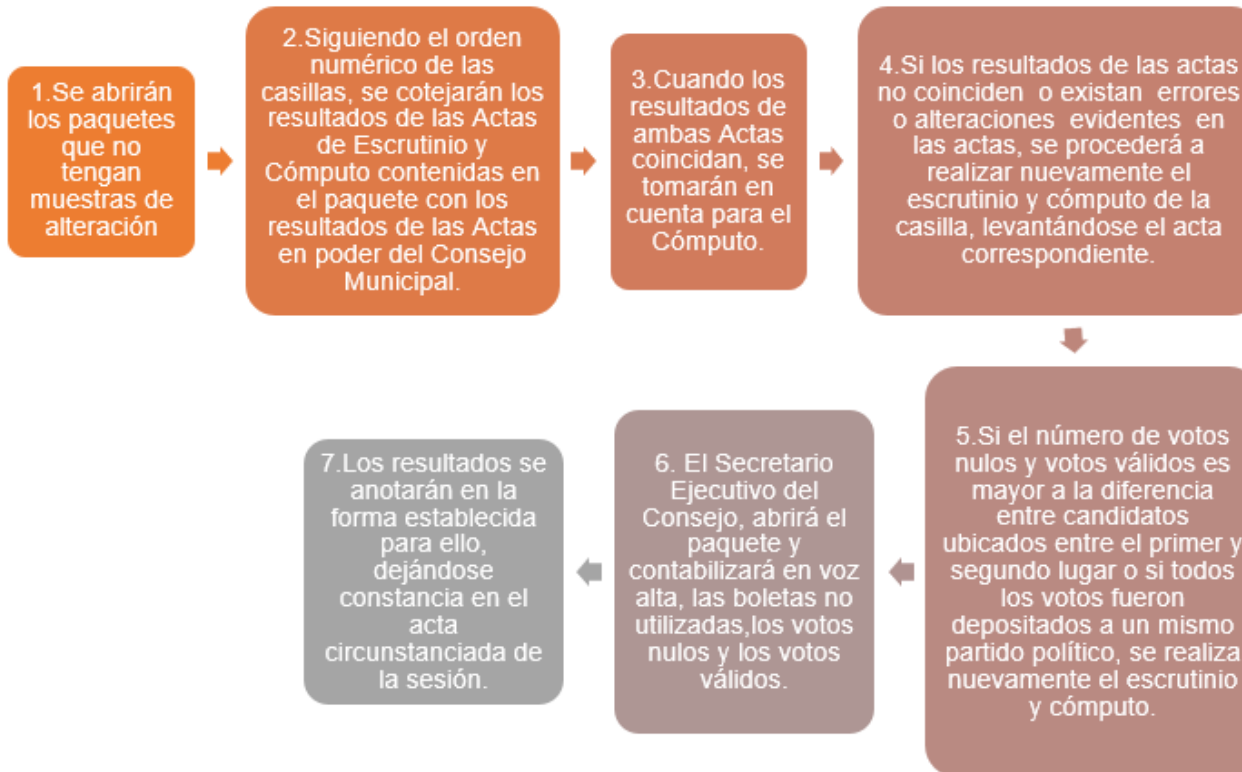 1.Se abrirán
los paquetes
que no
tengan
muestras de
alteración
2.Siguiendo el orden
numérico de las
casillas, se cotejarán los
resultados de las Actas
de Escrutinio y
Cómputo contenidas en
el paquete con los
resultados de las Actas
en poder del Consejo
Municipal.
3.Cuando los
resultados de
ambas Actas
coincidan, se
tomarán en
cuenta para el
Cómputo.
4.Si los resultados de las actas
no coinciden o existan errores
o alteraciones evidentes en
las actas, se procederá a
realizar nuevamente el
escrutinio y cómputo de la
casilla, levantándose el acta
correspondiente.
5.Si el número de votos
nulos y votos válidos es
mayor a la diferencia
entre candidatos
ubicados entre el primer y
segundo lugar o si todos
los votos fueron
depositados a un mismo
partido político, se realiza
nuevamente el escrutinio
y cómputo.
6. El Secretario
Ejecutivo del
Consejo, abrirá el
paquete y
contabilizará en voz
alta, las boletas no
utilizadas,los votos
nulos y los votos
válidos.
7.Los resultados se
anotarán en la
forma establecida
para ello,
dejándose
constancia en el
acta
circunstanciada de
la sesión.